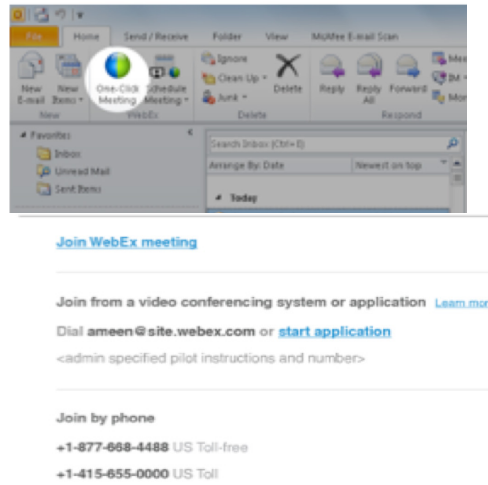 File Home Send / Receive Folder View McAfee E-mail Scan
New E-mail
New Items
One-Click Meeting
Schedule Meeting
Ignore
Clean Up
Junk
Delete
Reply
Reply All
Forward
Mee
IM
Mor
New WebEx Delete Respond
Favorites
Inbox
Unread Mail
Sent Items
Search Inbox (Ctrl+E)
Arrange By: Date Newest on top
Today
Join WebEx meeting
Join from a video conferencing system or application Learn mor
Dial ameen@site.webex.com or start application
<admin specified pilot instructions and number>
Join by phone
+1-877-668-4488 US Toll-free
+1-415-655-0000 US Toll